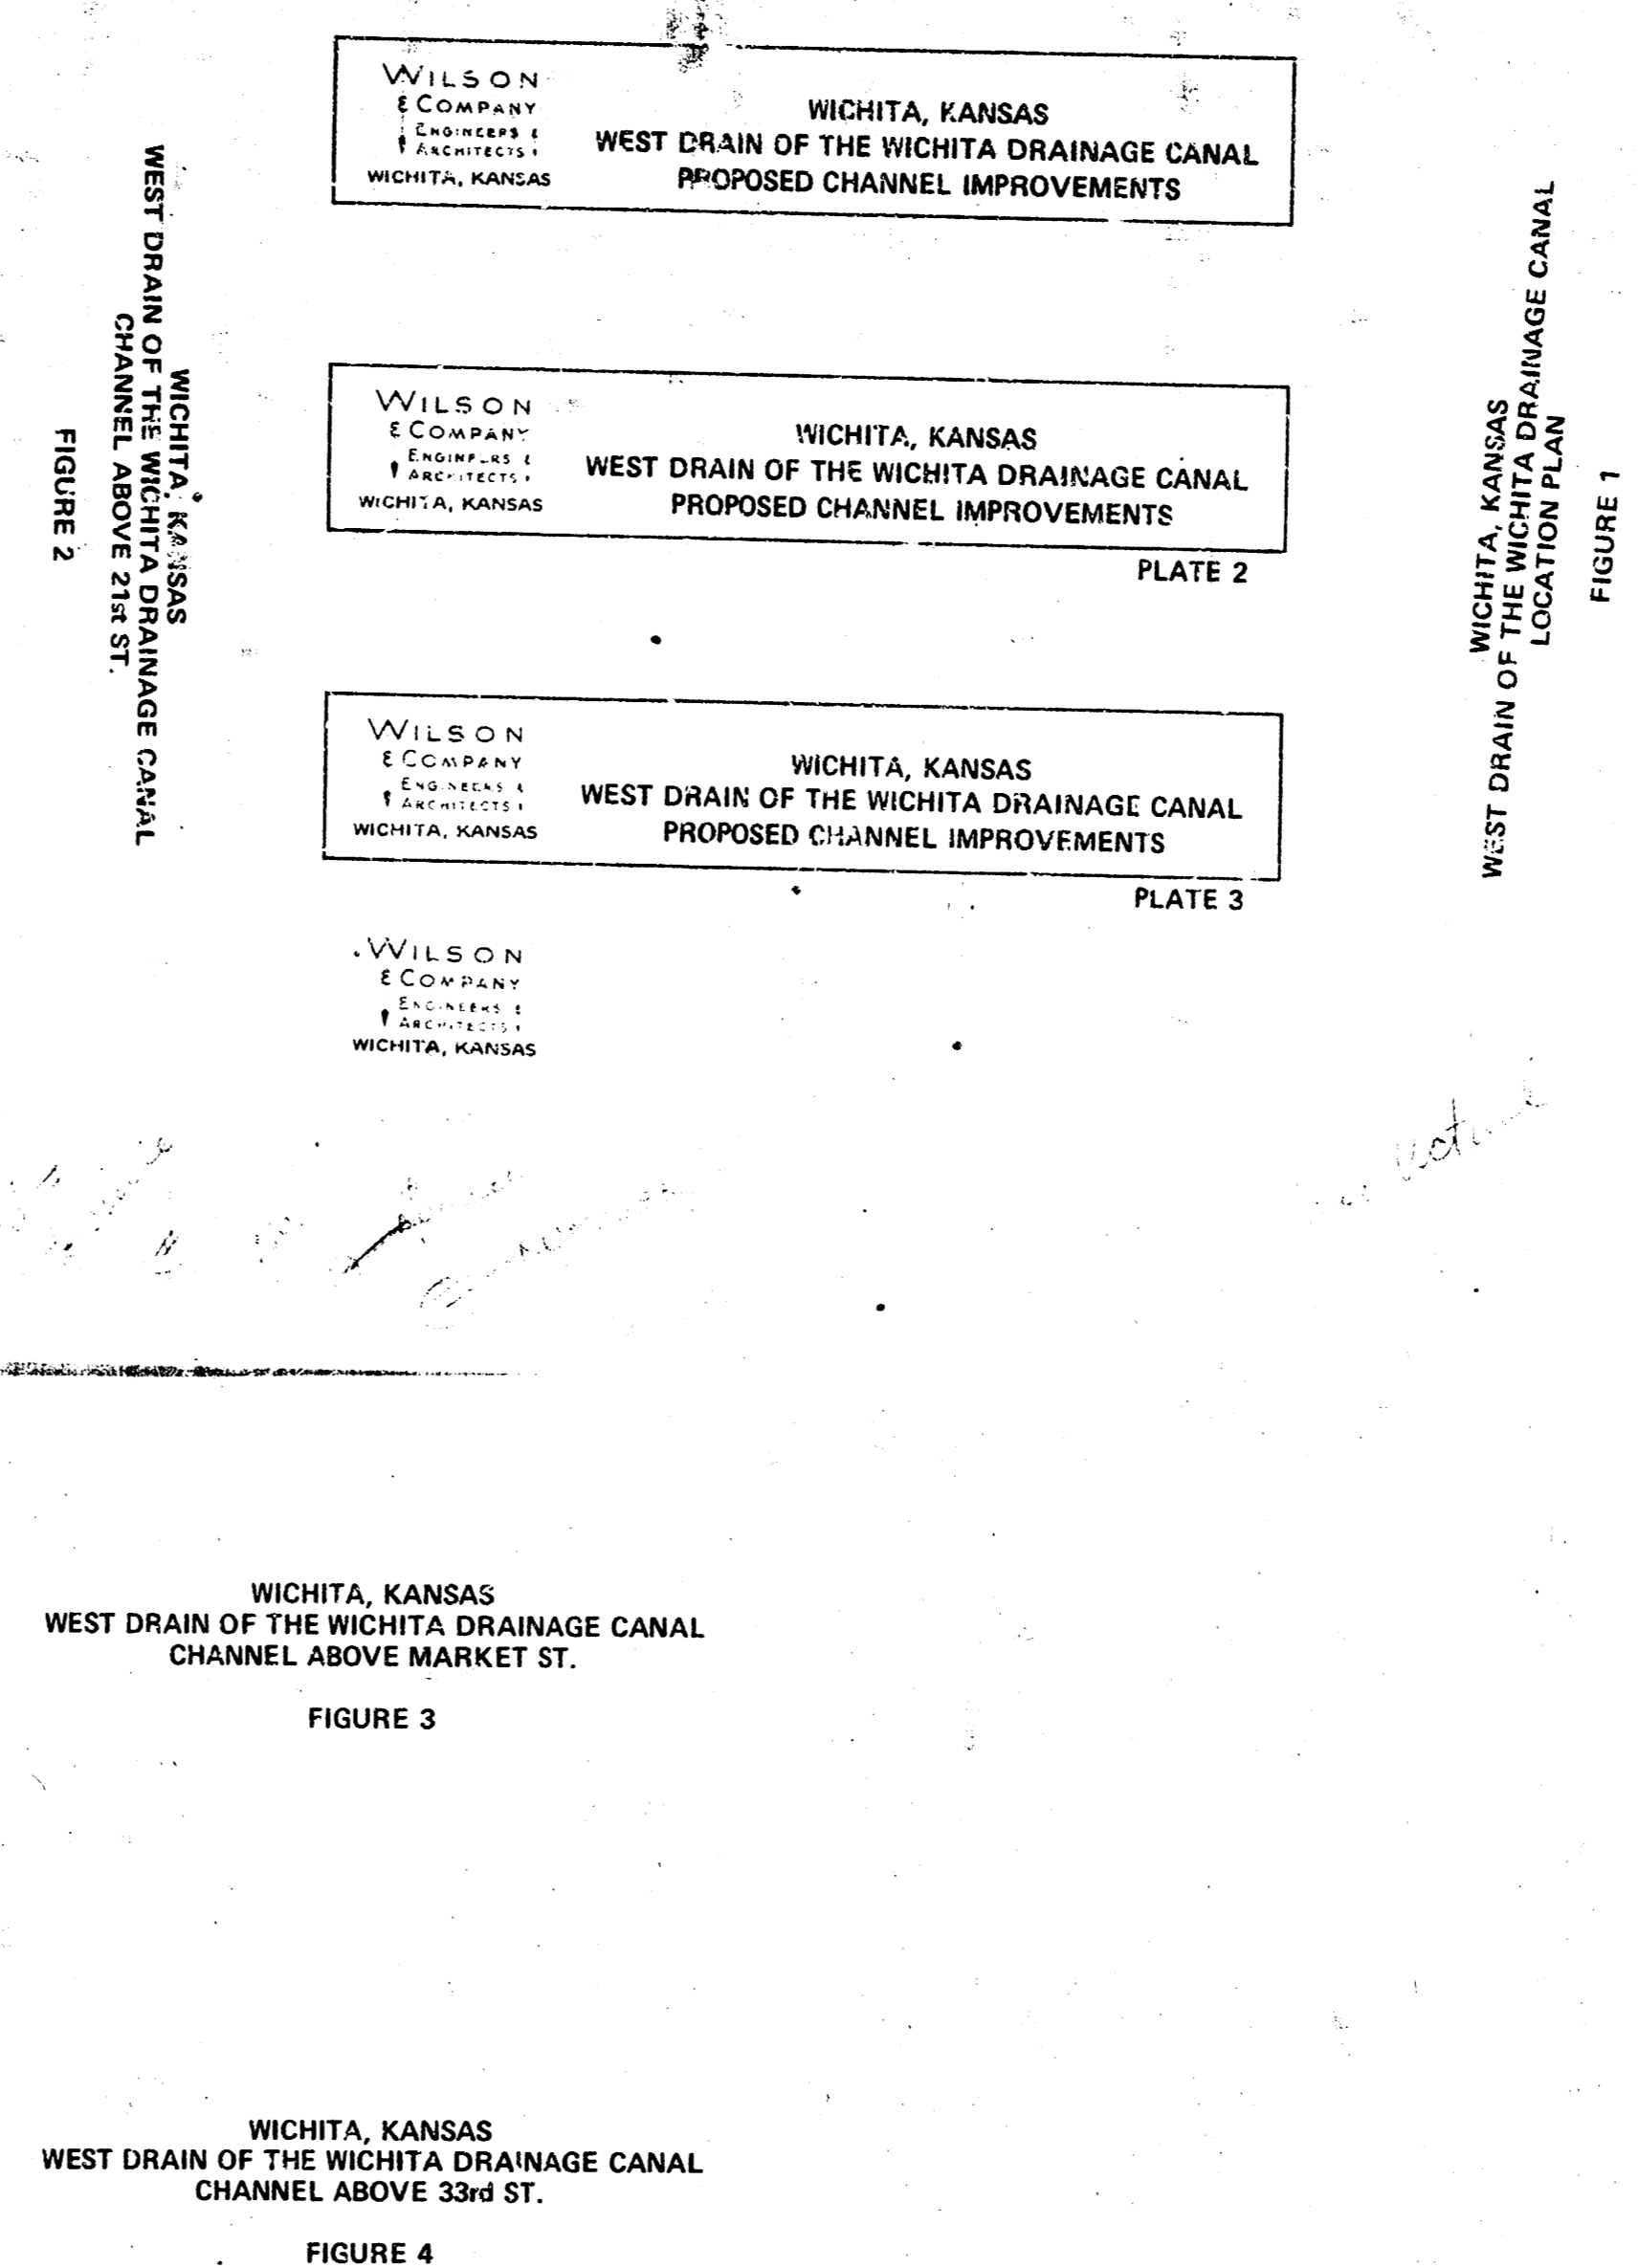 WILSON
& COMPANY
ENGINEERS &
ARCHITECTS
WICHITA, KANSAS
WICHITA, KANSAS
WEST DRAIN OF THE WICHITA DRAINAGE CANAL
PROPOSED CHANNEL IMPROVEMENTS
WILSON
& COMPANY
ENGINEERS &
ARCHITECTS
WICHITA, KANSAS
WICHITA, KANSAS
WEST DRAIN OF THE WICHITA DRAINAGE CANAL
PROPOSED CHANNEL IMPROVEMENTS
PLATE 2
WILSON
& COMPANY
ENGINEERS &
ARCHITECTS
WICHITA, KANSAS
WICHITA, KANSAS
WEST DRAIN OF THE WICHITA DRAINAGE CANAL
PROPOSED CHANNEL IMPROVEMENTS
PLATE 3
WILSON
& COMPANY
ENGINEERS &
ARCHITECTS
WICHITA, KANSAS
WICHITA, KANSAS
WEST DRAIN OF THE WICHITA DRAINAGE CANAL
CHANNEL ABOVE 21st ST.
FIGURE 2
WICHITA, KANSAS
WEST DRAIN OF THE WICHITA DRAINAGE CANAL
LOCATION PLAN
FIGURE 1
WICHITA, KANSAS
WEST DRAIN OF THE WICHITA DRAINAGE CANAL
CHANNEL ABOVE MARKET ST.
FIGURE 3
WICHITA, KANSAS
WEST DRAIN OF THE WICHITA DRAINAGE CANAL
CHANNEL ABOVE 33rd ST.
FIGURE 4